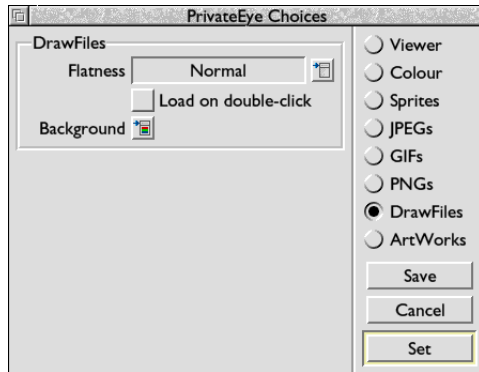 PrivateEye Choices
DrawFiles
Flatness Normal
Load on double-click
Background
Viewer
Colour
Sprites
JPEGs
GIFs
PNGs
DrawFiles
ArtWorks
Save
Cancel
Set